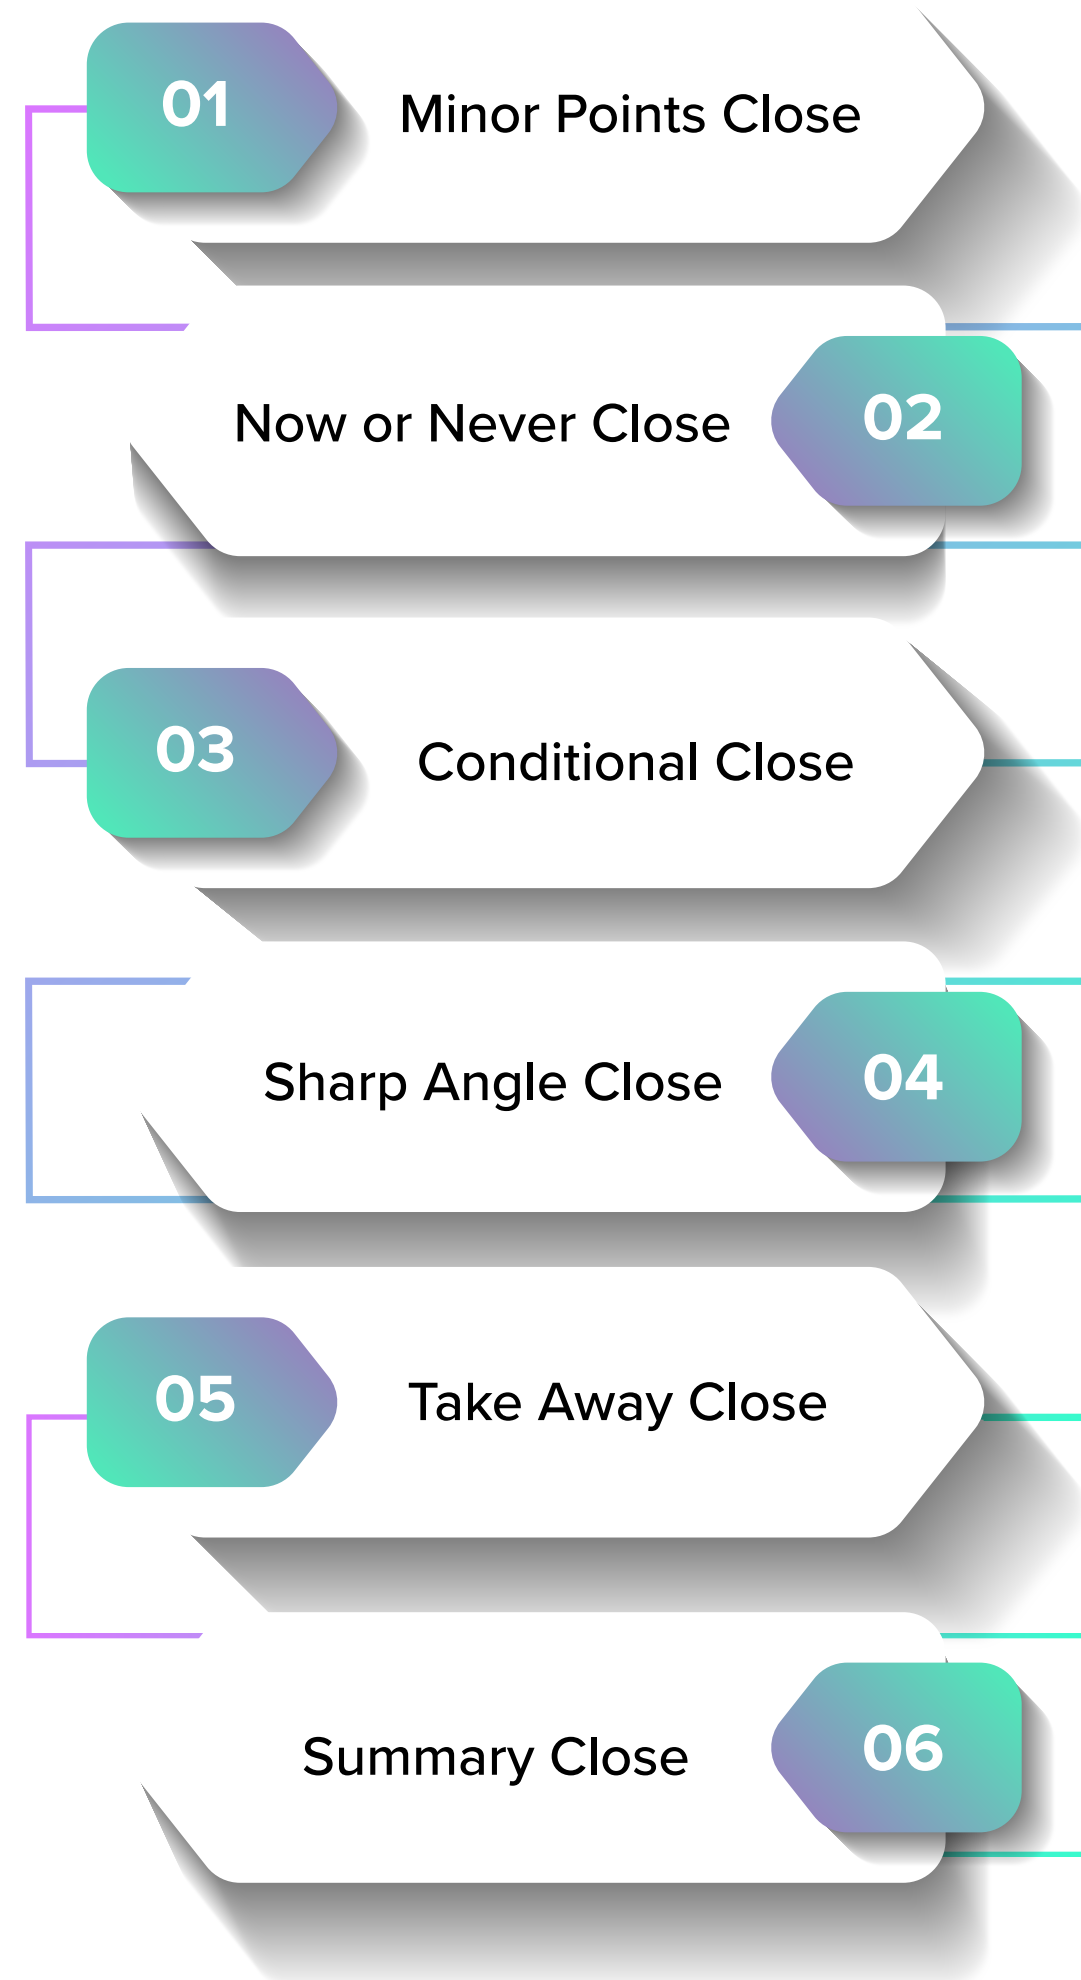 01
Minor Points Close
Now or Never Close
02
03
Conditional Close
Sharp Angle Close
04
05
Take Away Close
Summary Close
06